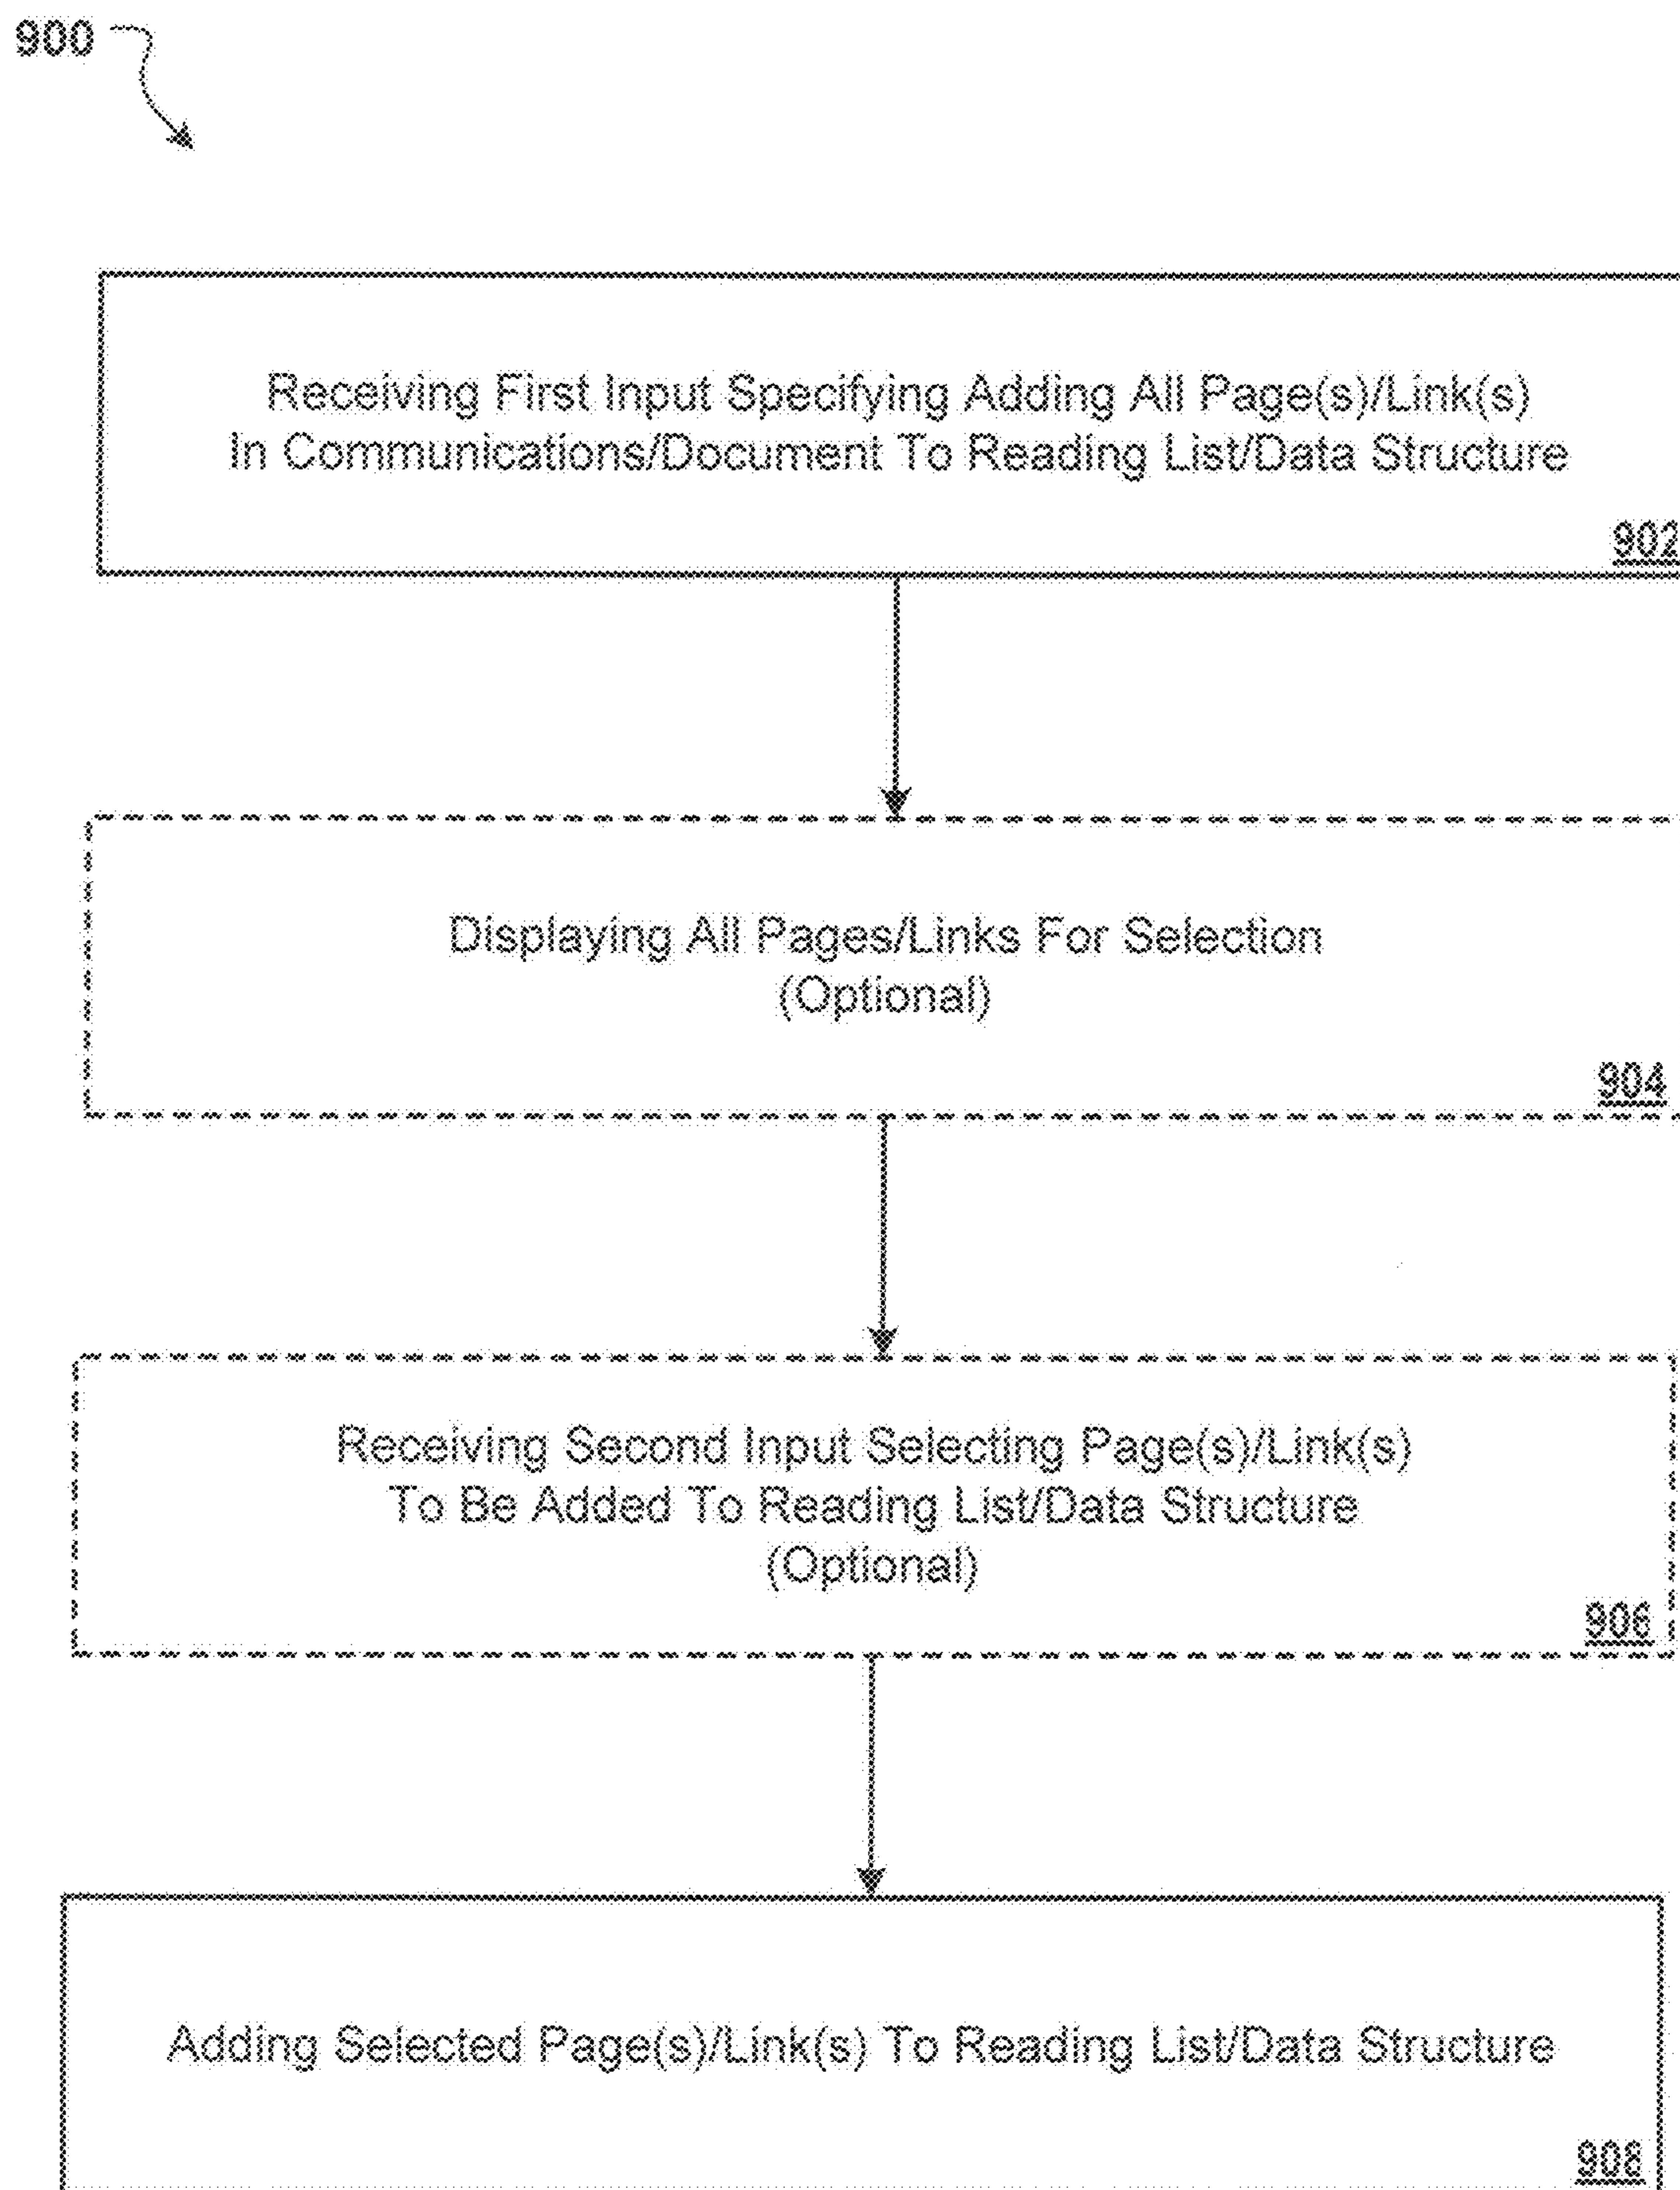 900
Receiving First Input Specifying Adding All Page(s)/Link(s)
In Communications/Document To Reading List/Data Structure
902
Displaying All Pages/Links For Selection
(Optional)
904
Receiving Second Input Selecting Page(s)/Link(s)
To Be Added To Reading List/Data Structure
(Optional)
906
Adding Selected Page(s)/Link(s) To Reading List/Data Structure
908